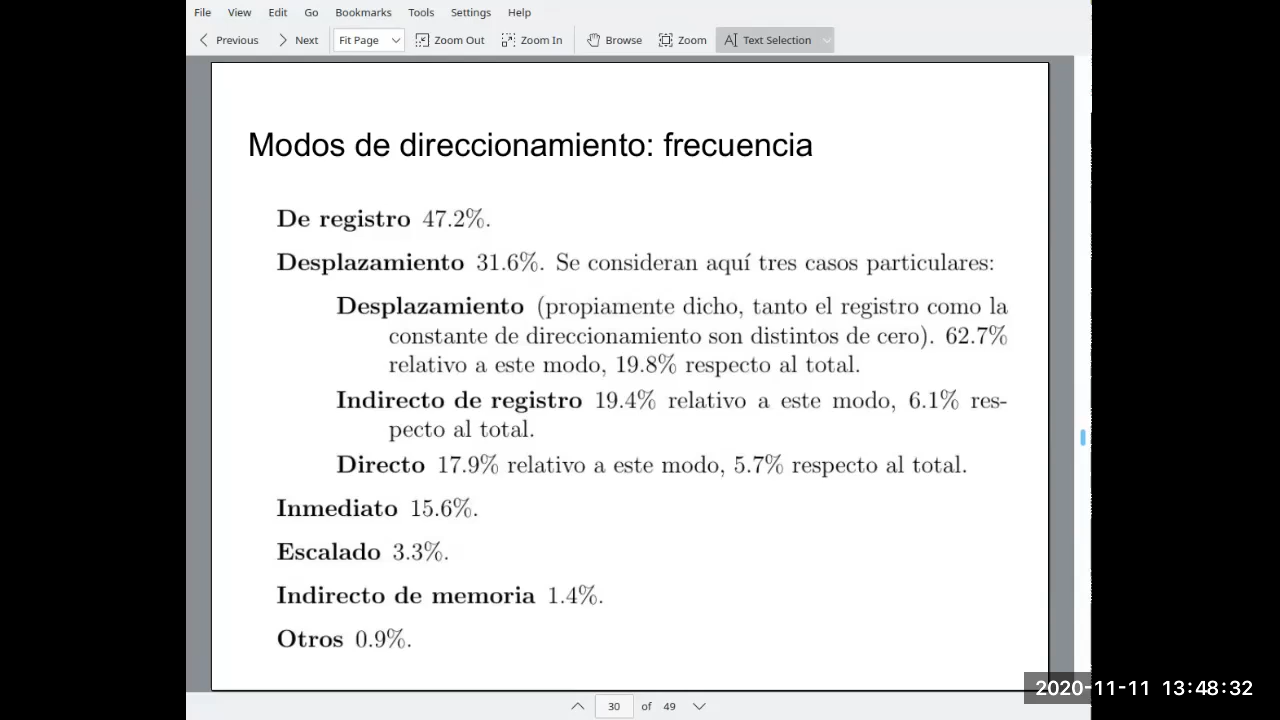 File View Edit Go Bookmarks Tools Settings Help
Previous Next Fit Page Zoom Out Zoom In Browse Zoom Text Selection
Modos de direccionamiento: frecuencia
De registro 47.2%.
Desplazamiento 31.6%. Se consideran aquí tres casos particulares:
Desplazamiento (propiamente dicho, tanto el registro como la
constante de direccionamiento son distintos de cero). 62.7%
relativo a este modo, 19.8% respecto al total.
Indirecto de registro 19.4% relativo a este modo, 6.1% res-
pecto al total.
Directo 17.9% relativo a este modo, 5.7% respecto al total.
Inmediato 15.6%.
Escalado 3.3%.
Indirecto de memoria 1.4%.
Otros 0.9%.
2020-11-11 13:48:32
30 of 49